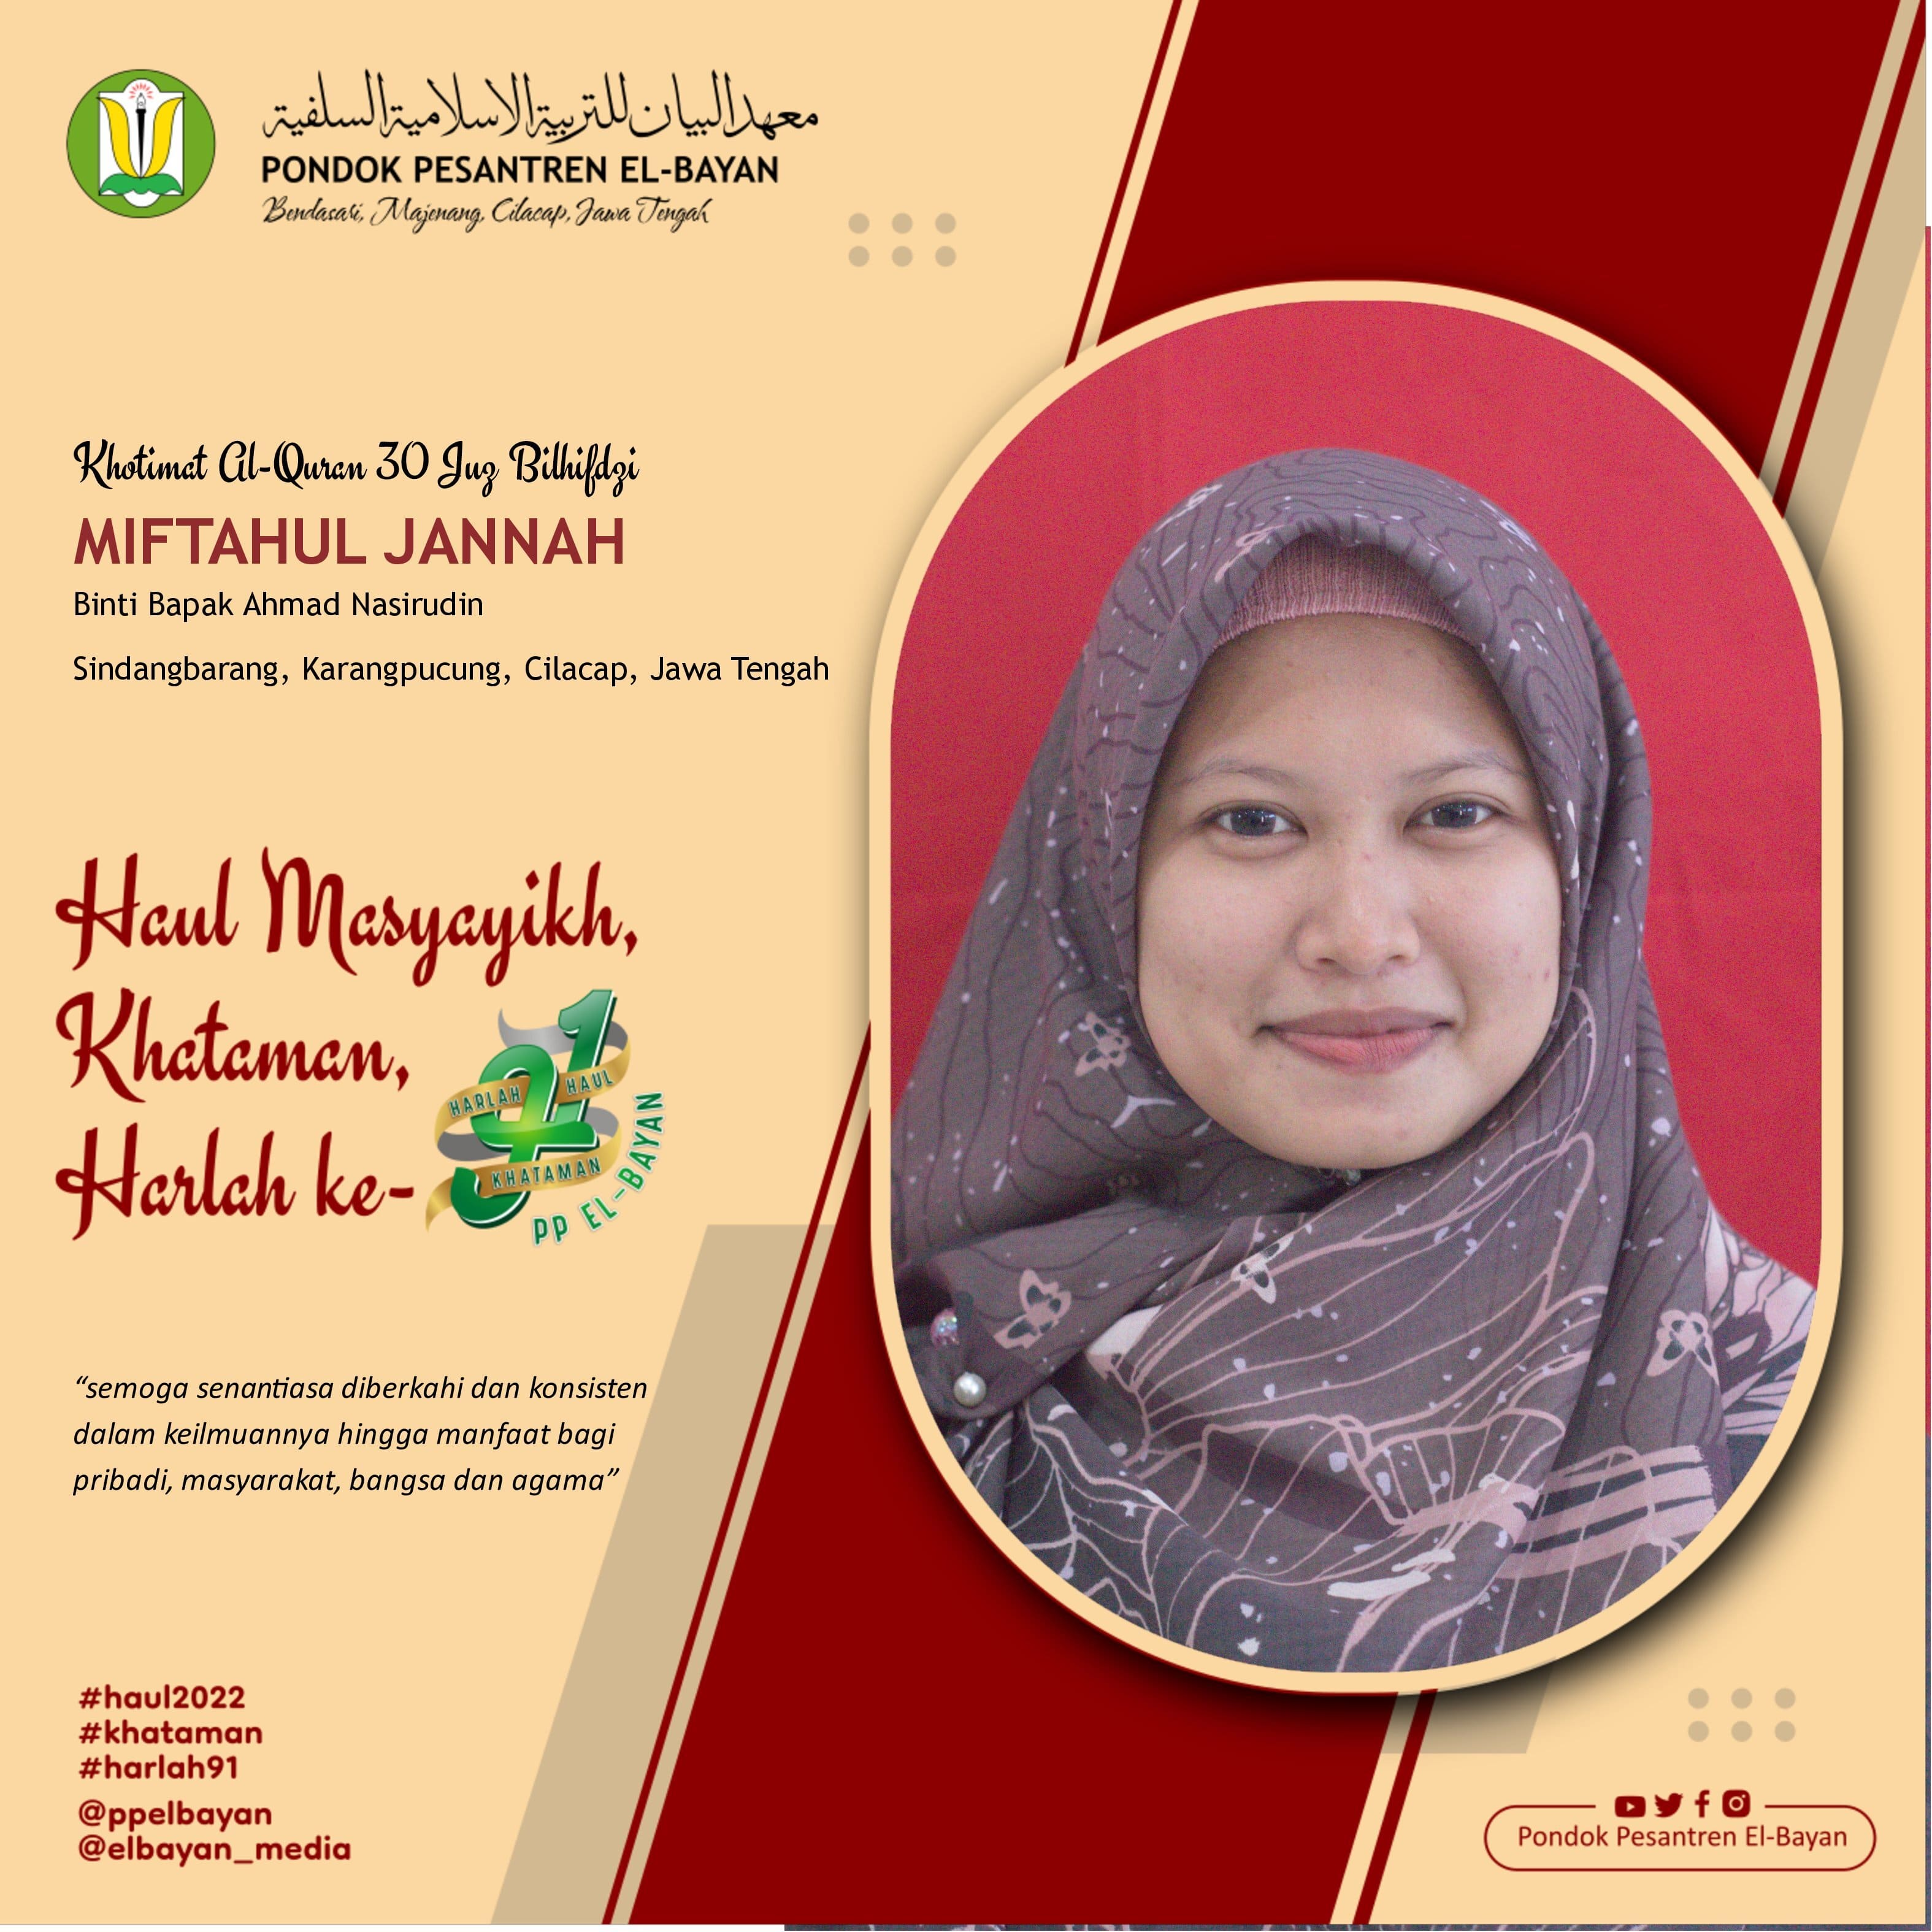 معهد البيان للتربية الاسلامية السلفية
PONDOK PESANTREN EL-BAYAN
Bendasari, Majenang, Cilacap, Jawa Tengah
Khotimat Al-Quran 30 Juz Bilhifdzi
MIFTAHUL JANNAH
Binti Bapak Ahmad Nasirudin
Sindangbarang, Karangpucung, Cilacap, Jawa Tengah
Haul Masyayikh,
Khataman,
Harlah ke-
91
HARLAH HAUL
KHATAMAN
PP EL-BAYAN
“semoga senantiasa diberkahi dan konsisten
dalam keilmuannya hingga manfaat bagi
pribadi, masyarakat, bangsa dan agama”
#haul2022
#khataman
#harlah91
@ppelbayan
@elbayan_media
Pondok Pesantren El-Bayan